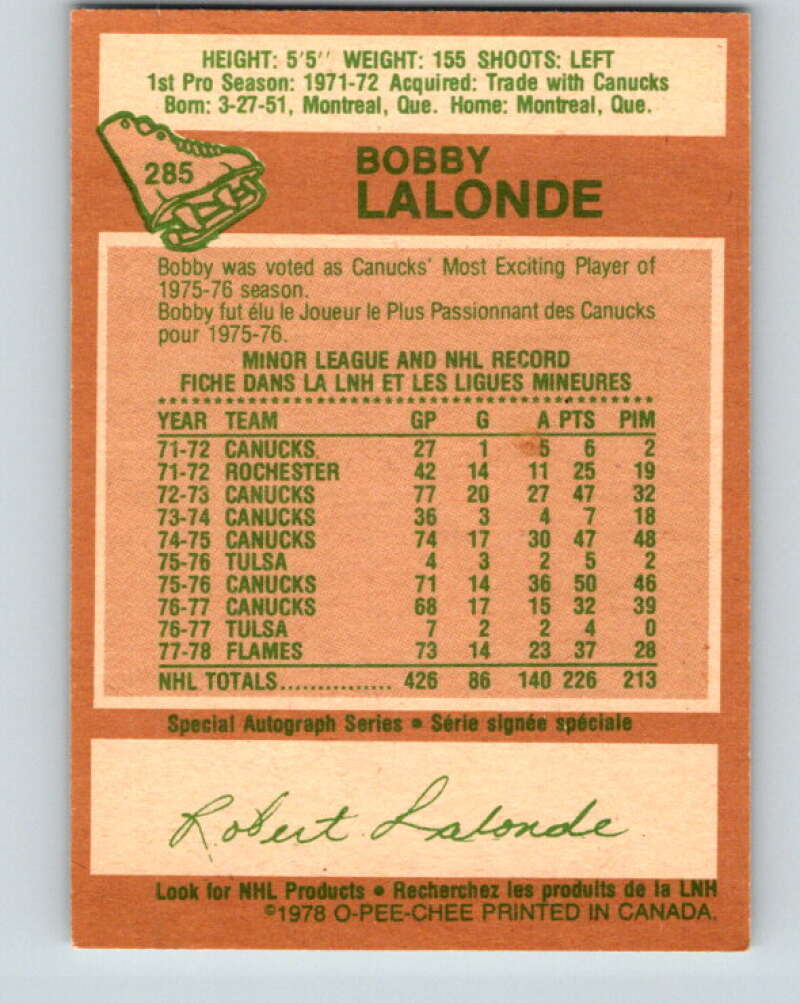 HEIGHT: 5'5'' WEIGHT: 155 SHOOTS: LEFT
1st Pro Season: 1971-72 Acquired: Trade with Canucks
Born: 3-27-51, Montreal, Que. Home: Montreal, Que.
285
BOBBY
LALONDE
Bobby was voted as Canucks' Most Exciting Player of
1975-76 season.
Bobby fut élu le Joueur le Plus Passionnant des Canucks
pour 1975-76.
MINOR LEAGUE AND NHL RECORD
FICHE DANS LA LNH ET LES LIGUES MINEURES
YEAR TEAM GP G A PTS PIM
71-72 CANUCKS 27 1 5 6 2
71-72 ROCHESTER 42 14 11 25 19
72-73 CANUCKS 77 20 27 47 32
73-74 CANUCKS 36 3 4 7 18
74-75 CANUCKS 74 17 30 47 48
75-76 TULSA 4 3 2 5 2
75-76 CANUCKS 71 14 36 50 46
76-77 CANUCKS 68 17 15 32 39
76-77 TULSA 7 2 2 4 0
77-78 FLAMES 73 14 23 37 28
NHL TOTALS............... 426 86 140 226 213
Special Autograph Series • Série signée spéciale
Robert Lalonde
Look for NHL Products • Recherchez les produits de la LNH
©1978 O-PEE-CHEE PRINTED IN CANADA.